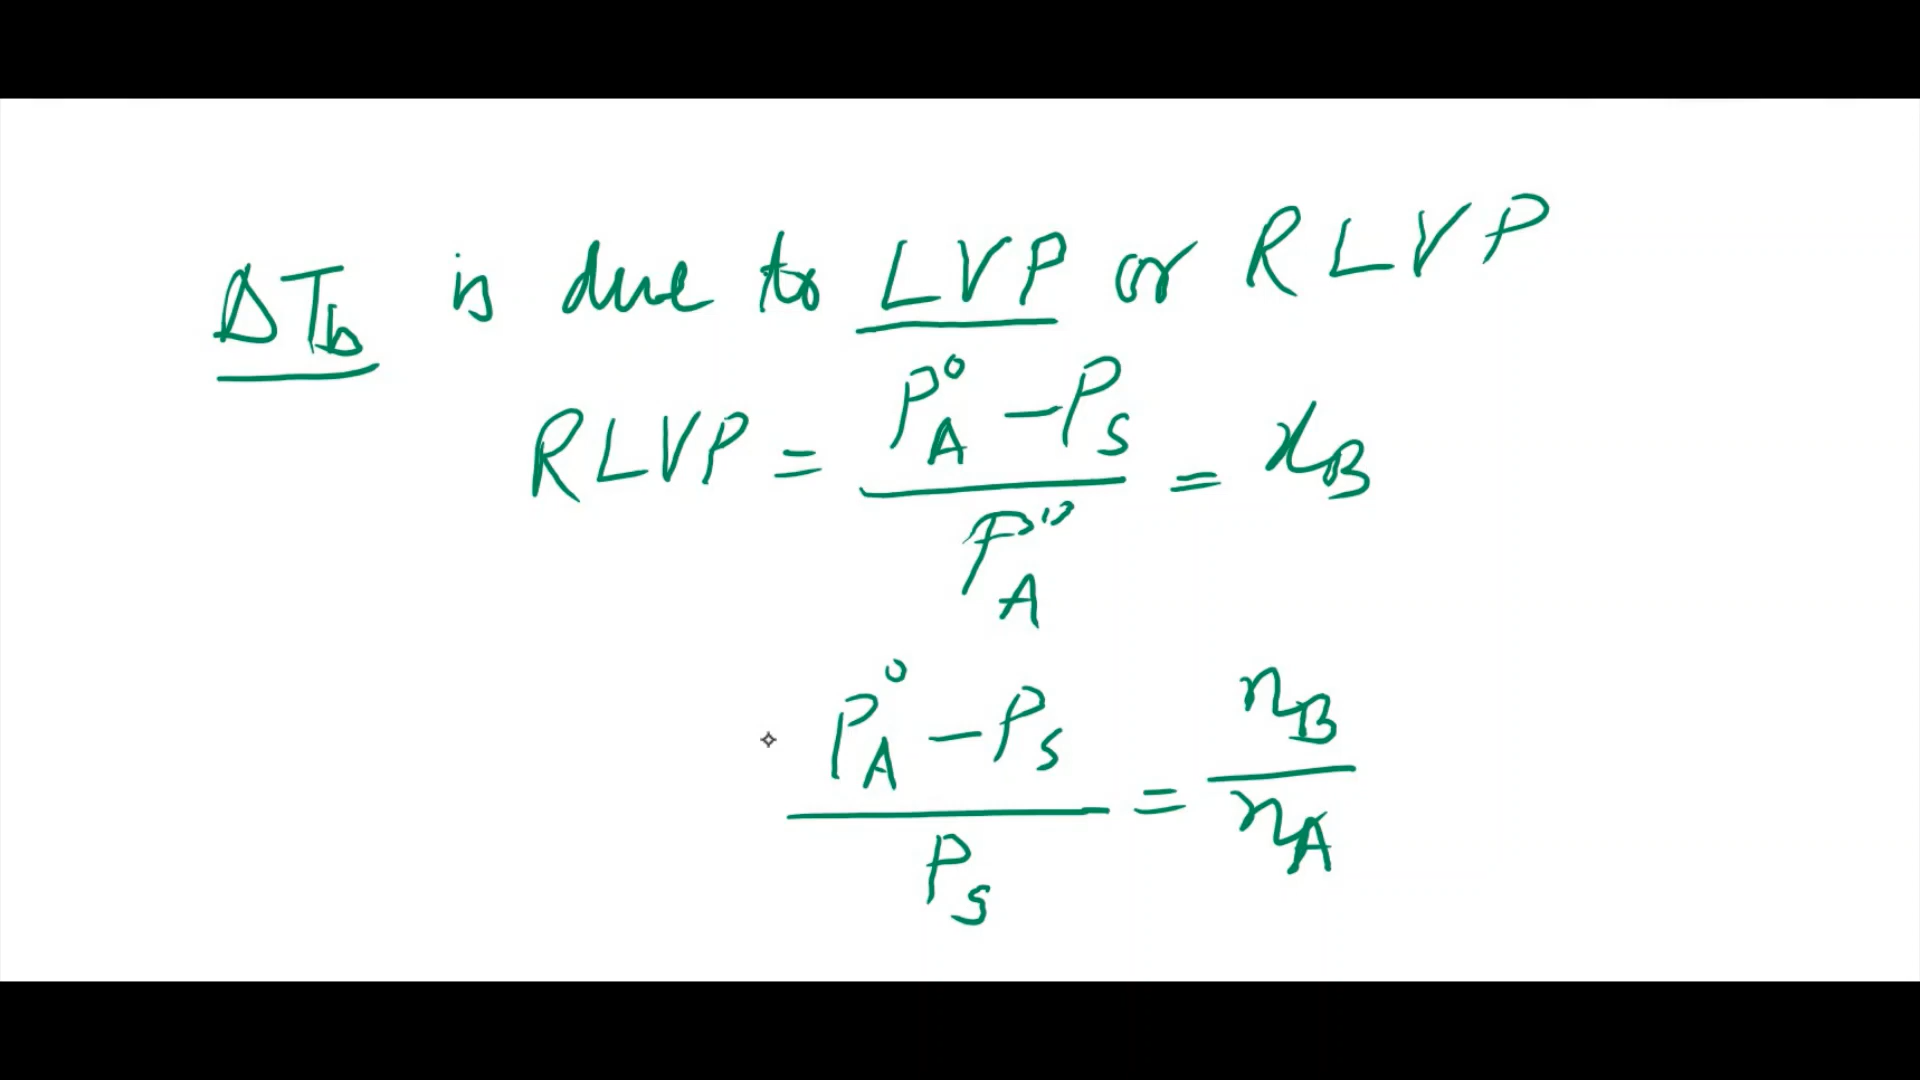 ΔTb is due to LVP or RLVP
RLVP = (P°A − PS) / P°A = xB
(P°A − PS) / PS = nB / nA